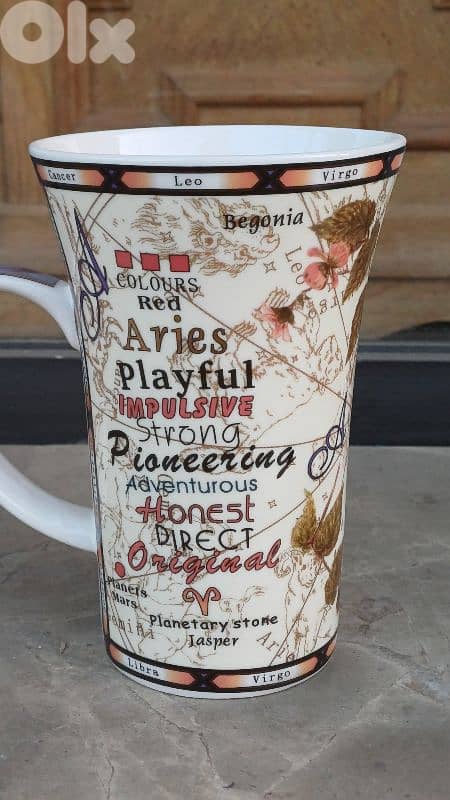 OLX
Cancer Leo Virgo
Begonia
Leo
COLOURS
Red
Aries
Playful
IMPULSIVE
Strong
Pioneering
Adventurous
Honest
DIRECT
Original
Planets
Mars
Planetary stone
Jasper
Libra Virgo